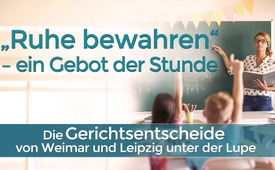 „Ruhe bewahren“
– ein Gebot der Stunde
Die Gerichtsentscheide
von Weimar und Leipzig unter der Lupe